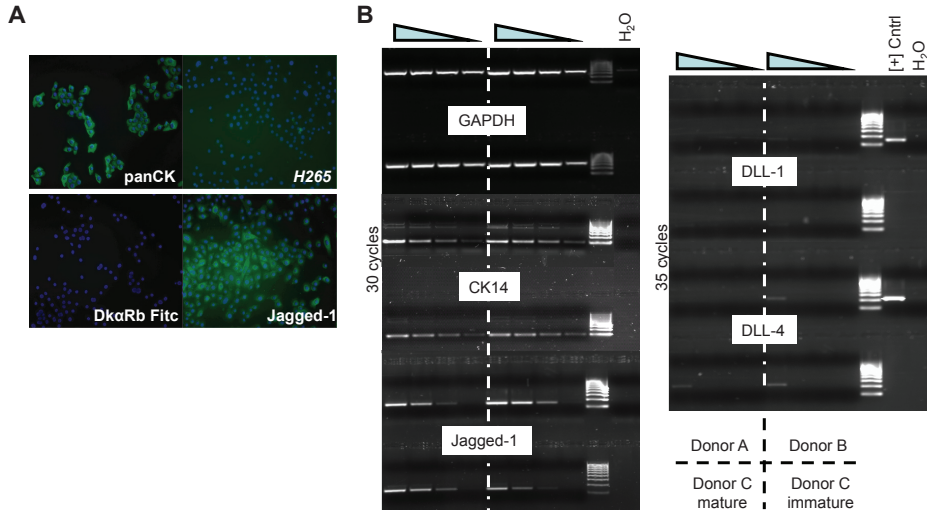 A
panCK
H265
DkαRb Fitc
Jagged-1
B
H₂O
30 cycles
GAPDH
CK14
Jagged-1
[+] Cntrl
H₂O
35 cycles
DLL-1
DLL-4
Donor A
Donor B
Donor C
mature
Donor C
immature